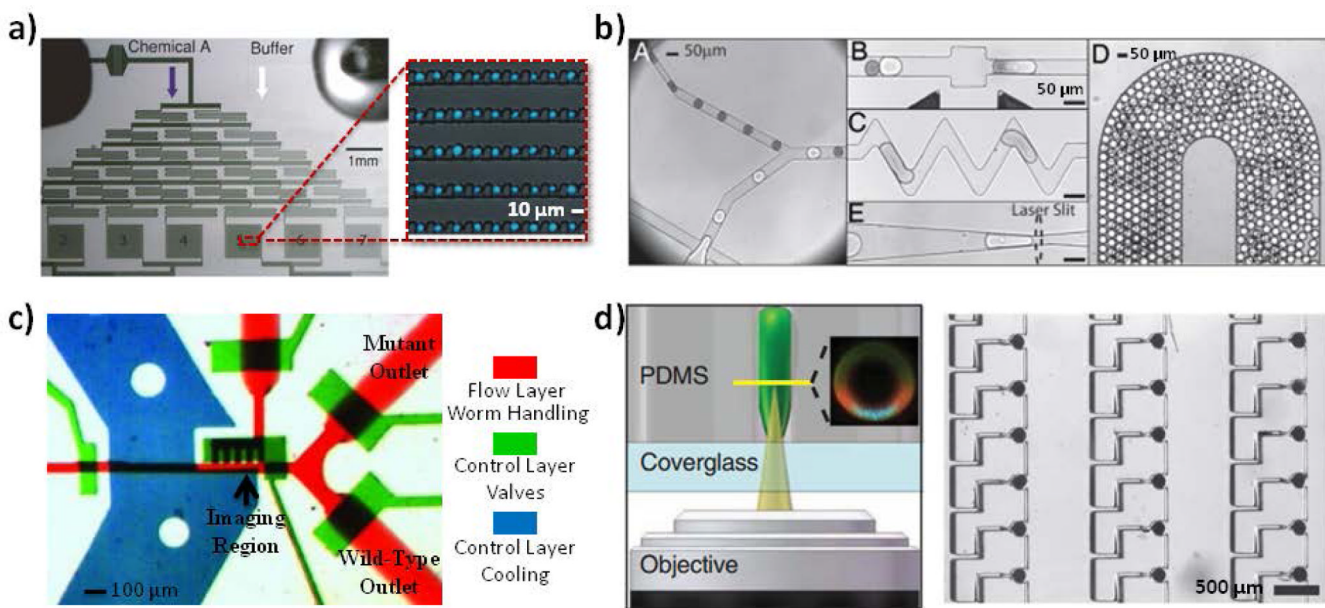 a)
Chemical A
Buffer
1mm
2 3 4 5 6 7
10 µm
b)
A
50µm
B
50 µm
C
E
Laser Slit
D
50 µm
c)
Mutant
Outlet
Imaging
Region
Wild-Type
Outlet
100 µm
Flow Layer
Worm Handling
Control Layer
Valves
Control Layer
Cooling
d)
PDMS
Coverglass
Objective
500 µm